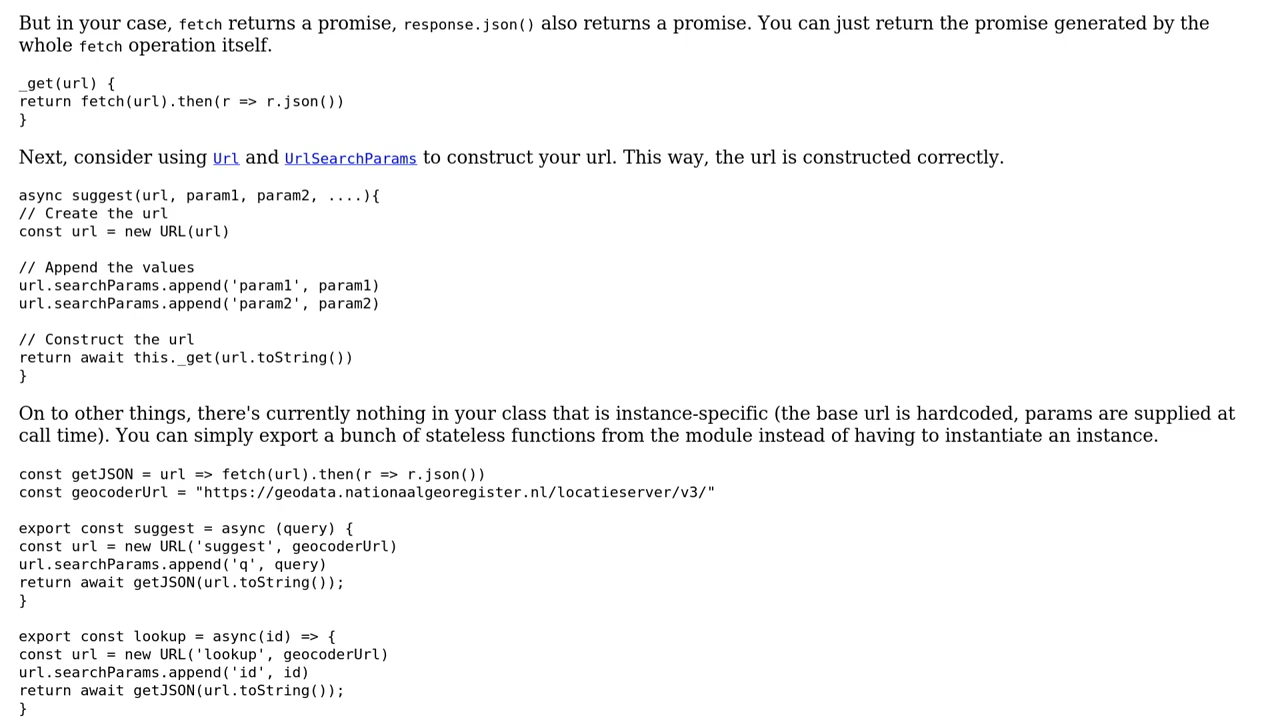 But in your case, fetch returns a promise, response.json() also returns a promise. You can just return the promise generated by the
whole fetch operation itself.
_get(url) {
return fetch(url).then(r => r.json())
}
Next, consider using Url and UrlSearchParams to construct your url. This way, the url is constructed correctly.
async suggest(url, param1, param2, ....){
// Create the url
const url = new URL(url)
// Append the values
url.searchParams.append('param1', param1)
url.searchParams.append('param2', param2)
// Construct the url
return await this._get(url.toString())
}
On to other things, there's currently nothing in your class that is instance-specific (the base url is hardcoded, params are supplied at
call time). You can simply export a bunch of stateless functions from the module instead of having to instantiate an instance.
const getJSON = url => fetch(url).then(r => r.json())
const geocoderUrl = "https://geodata.nationaalgeoregister.nl/locatieserver/v3/"
export const suggest = async (query) {
const url = new URL('suggest', geocoderUrl)
url.searchParams.append('q', query)
return await getJSON(url.toString());
}
export const lookup = async(id) => {
const url = new URL('lookup', geocoderUrl)
url.searchParams.append('id', id)
return await getJSON(url.toString());
}